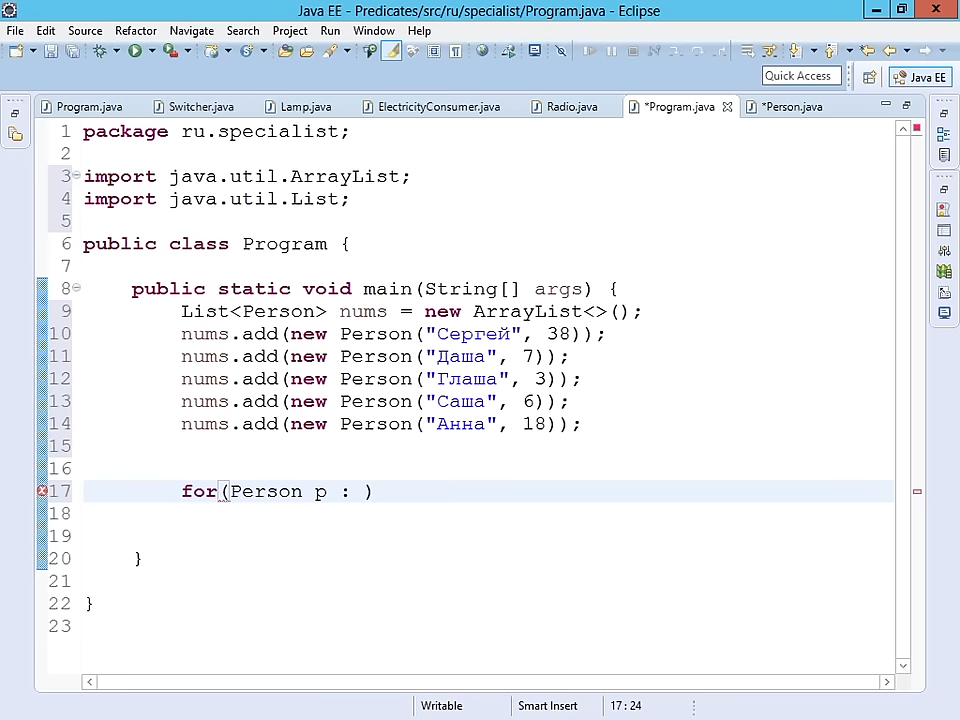 Java EE - Predicates/src/ru/specialist/Program.java - Eclipse
File Edit Source Refactor Navigate Search Project Run Window Help
Quick Access
Java EE
Program.java Switcher.java Lamp.java ElectricityConsumer.java Radio.java *Program.java *Person.java
1 package ru.specialist;
2
3 import java.util.ArrayList;
4 import java.util.List;
5
6 public class Program {
7
8 public static void main(String[] args) {
9 List<Person> nums = new ArrayList<>();
10 nums.add(new Person("Сергей", 38));
11 nums.add(new Person("Даша", 7));
12 nums.add(new Person("Глаша", 3));
13 nums.add(new Person("Саша", 6));
14 nums.add(new Person("Анна", 18));
15
16
17 for(Person p : )
18
19
20 }
21
22 }
23
Writable Smart Insert 17 : 24